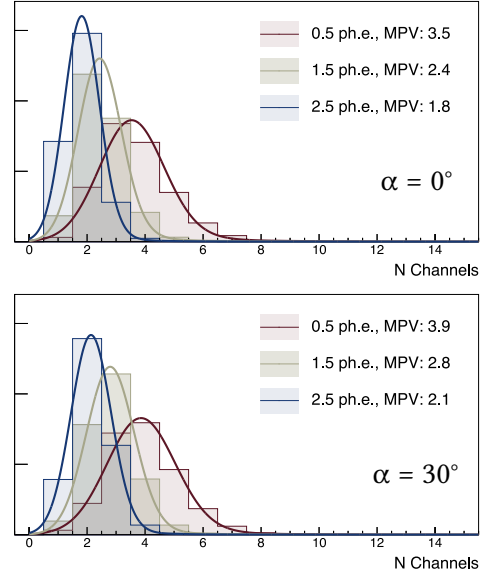 0.5 ph.e., MPV: 3.5
1.5 ph.e., MPV: 2.4
2.5 ph.e., MPV: 1.8
α = 0°
0 2 4 6 8 10 12 14
N Channels
0.5 ph.e., MPV: 3.9
1.5 ph.e., MPV: 2.8
2.5 ph.e., MPV: 2.1
α = 30°
0 2 4 6 8 10 12 14
N Channels